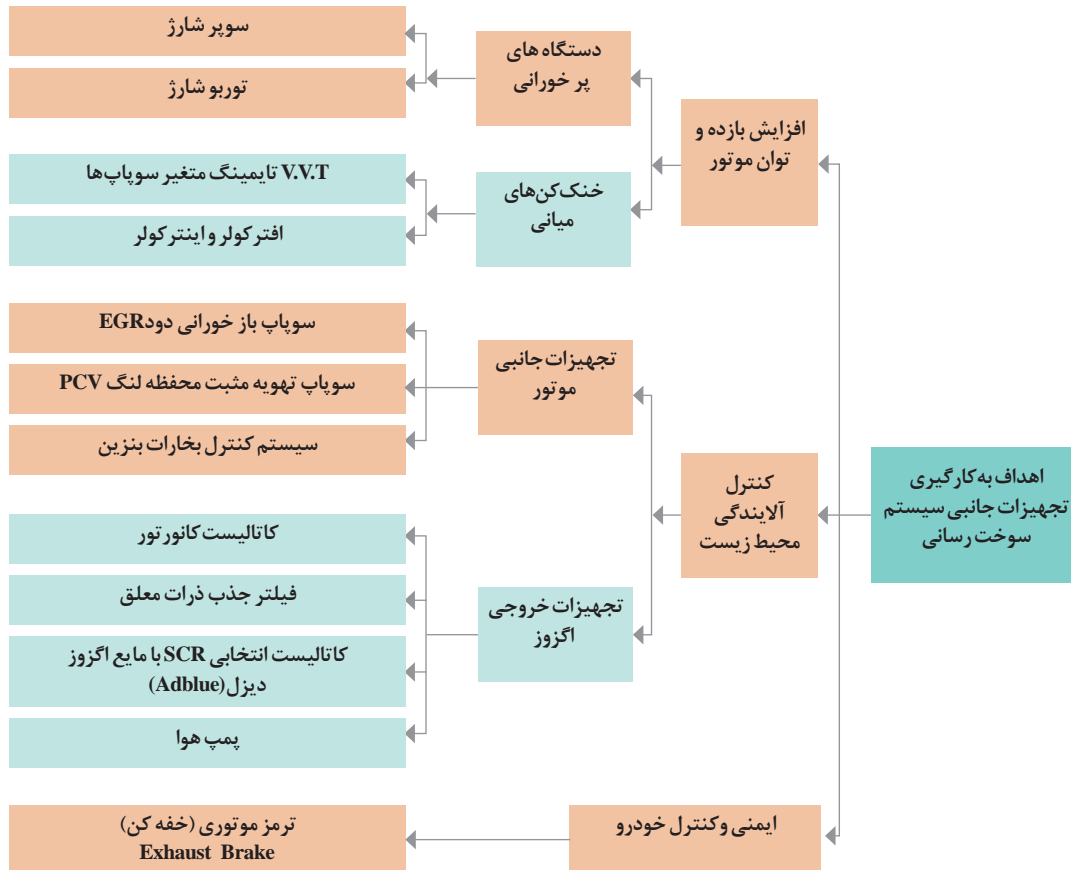 اهداف به‌کارگیری
تجهیزات جانبی سیستم
سوخت رسانی
افزایش بازده و
توان موتور
دستگاه های
پر خورانی
سوپر شارژ
توربو شارژ
خنک‌کن‌های
میانی
V.V.T تایمینگ متغیر سوپاپ‌ها
افتر کولر و اینتر کولر
کنترل
آلایندگی
محیط زیست
تجهیزات جانبی
موتور
سوپاپ باز خورانی دودEGR
سوپاپ تهویه مثبت محفظه لنگ PCV
سیستم کنترل بخارات بنزین
تجهیزات خروجی
اگزوز
کاتالیست کانور تور
فیلتر جذب ذرات معلق
کاتالیست انتخابی SCR با مایع اگزوز
دیزل(Adblue)
پمپ هوا
ایمنی وکنترل خودرو
ترمز موتوری (خفه کن)
Exhaust Brake